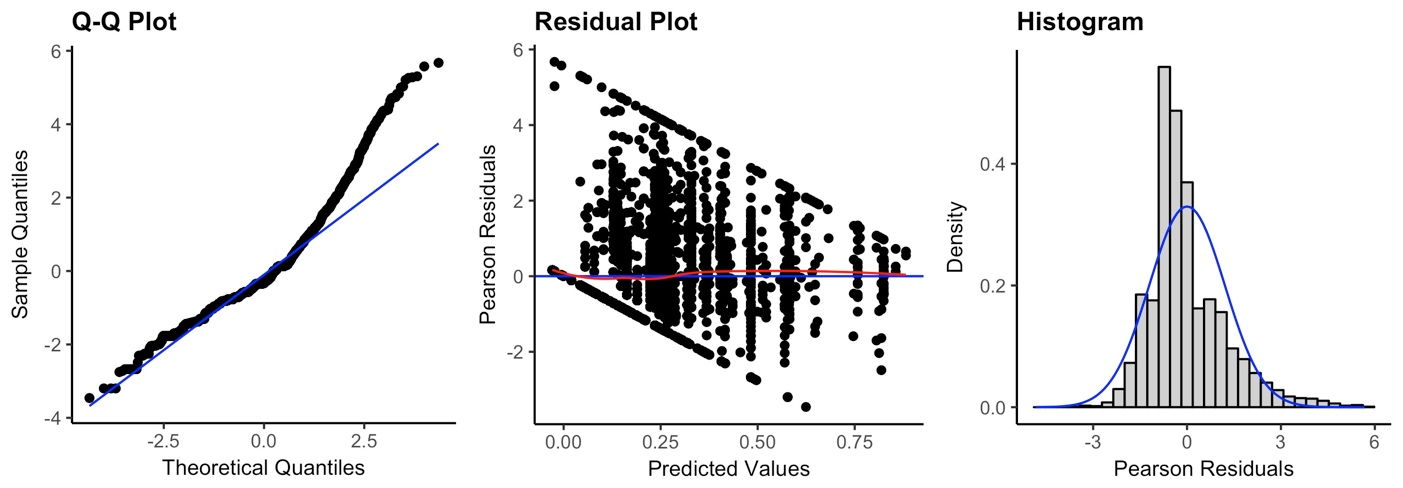 Q-Q Plot
6
4
2
0
-2
-4
Sample Quantiles
-2.5 0.0 2.5
Theoretical Quantiles
Residual Plot
6
4
2
0
-2
Pearson Residuals
0.00 0.25 0.50 0.75
Predicted Values
Histogram
0.4
0.2
0.0
Density
-3 0 3 6
Pearson Residuals